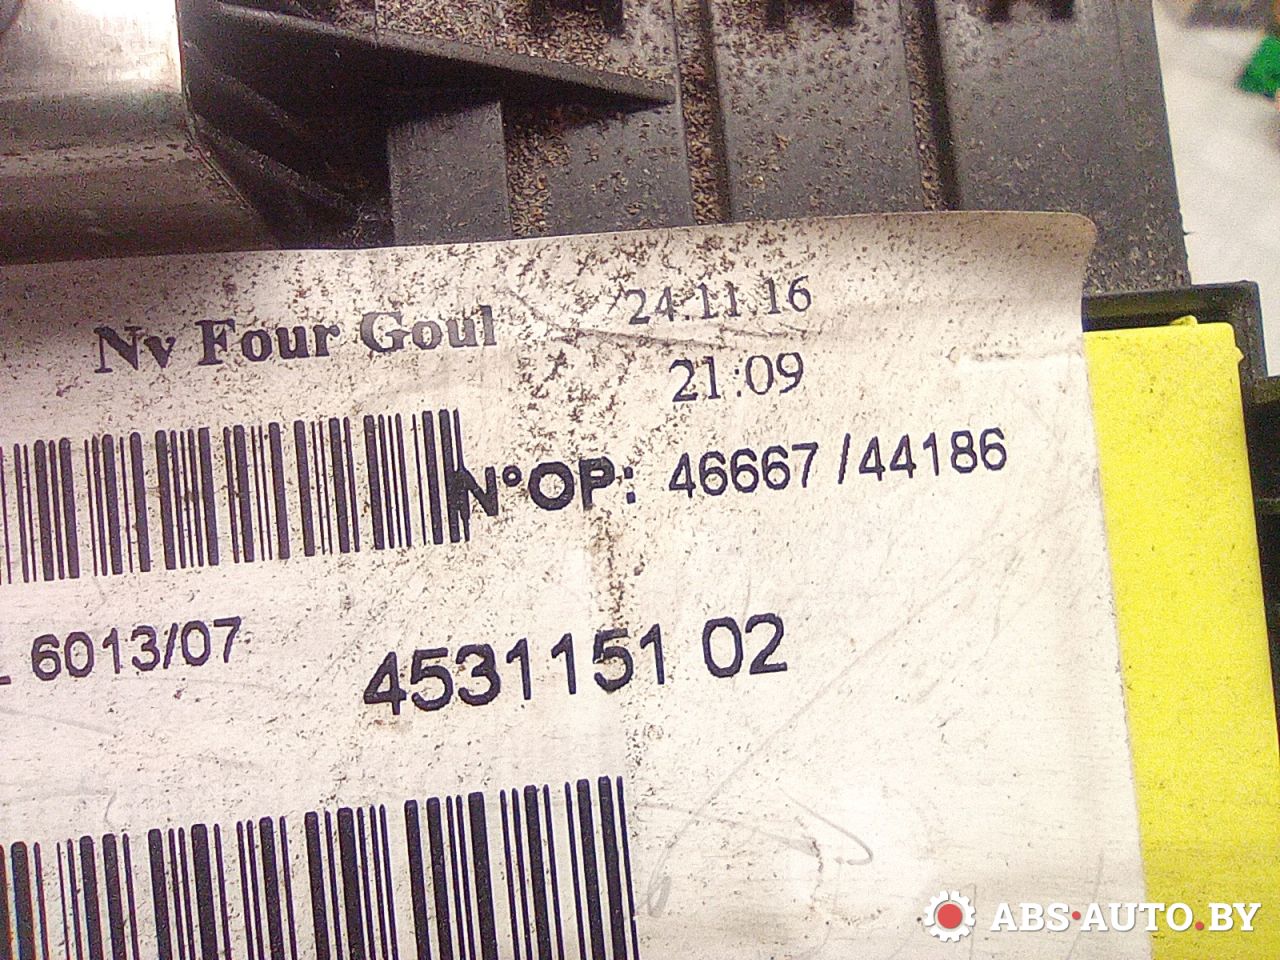 Nv Four Goul 24.11.16
21:09
N°OP: 46667 / 44186
6013/07
4531151 02
ABS-AUTO.BY